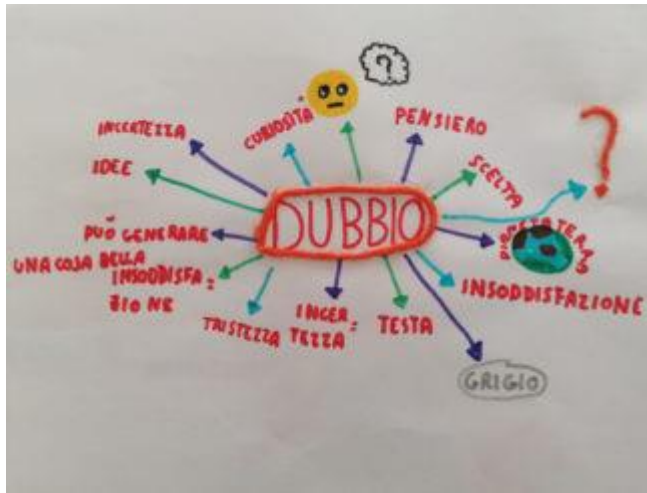 ?
CURIOSITÀ
PENSIERO
INCERTEZZA
IDEE
SCELTA
?
DUBBIO
PUÒ GENERARE
UNA COSA BELLA
PIANETA TERRA
INSODDISFA=
ZIONE
INSODDISFAZIONE
TRISTEZZA
INCER=
TEZZA
TESTA
GRIGIO